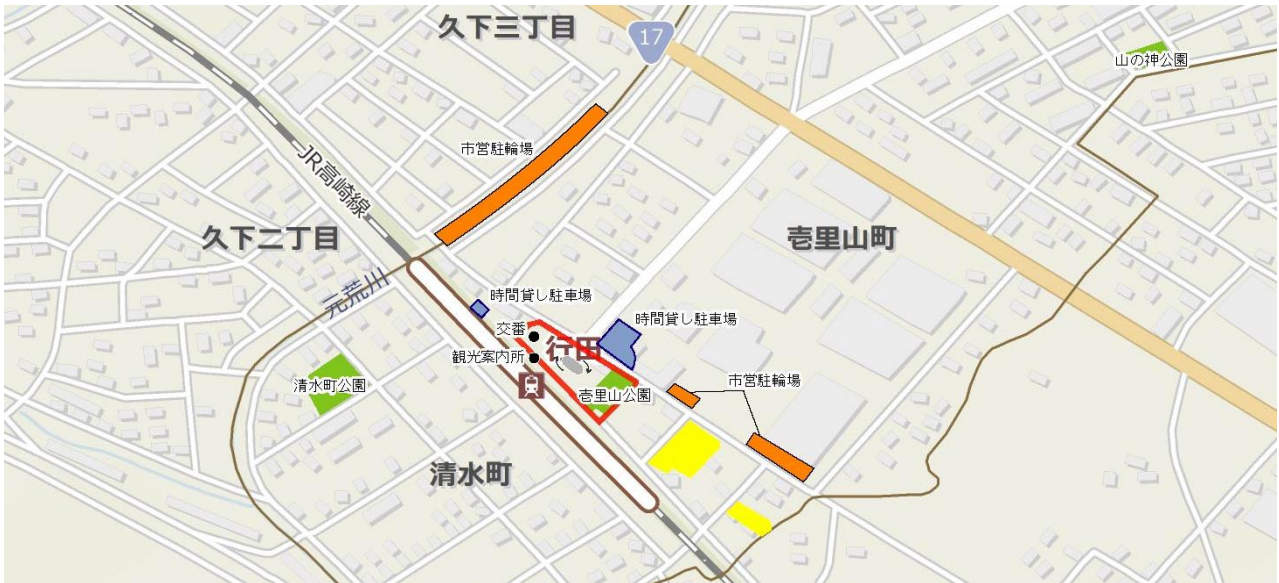 久下三丁目
17
山の神公園
市営駐輪場
JR高崎線
久下二丁目
壱里山町
元荒川
時間貸し駐車場
時間貸し駐車場
交番
行田
観光案内所
市営駐輪場
清水町公園
壱里山公園
清水町